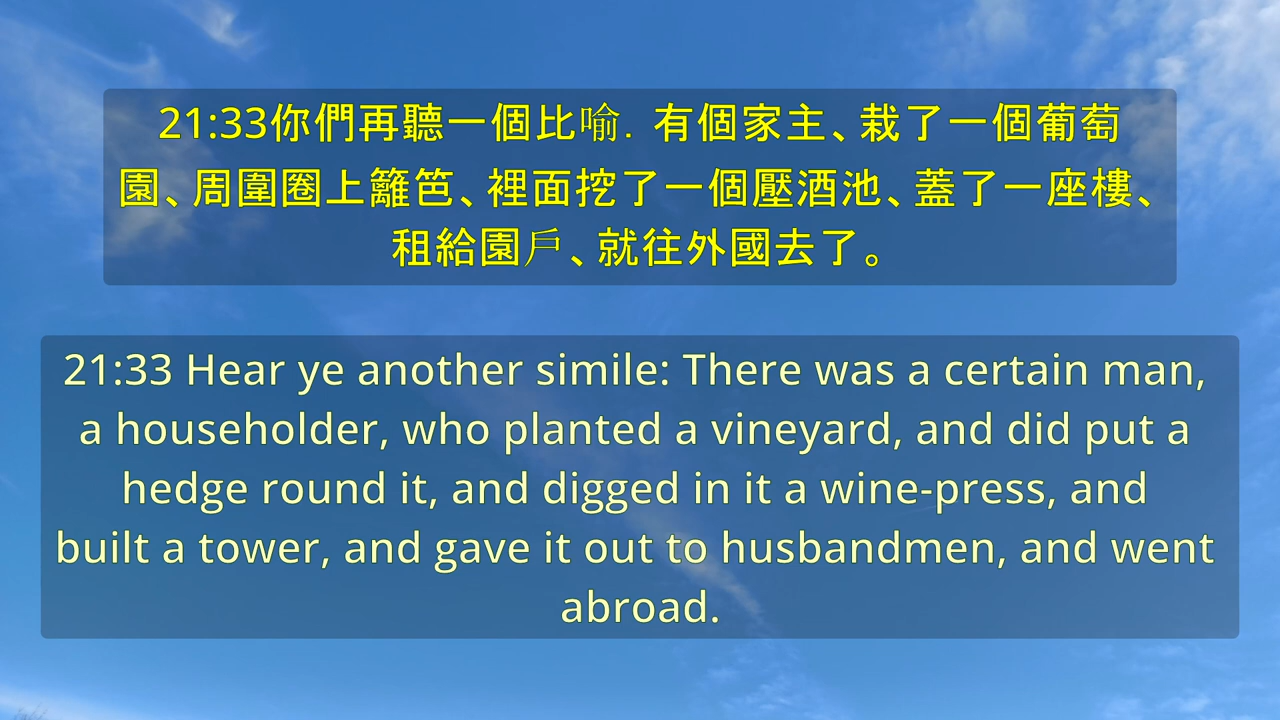 21:33你們再聽一個比喻．有個家主、栽了一個葡萄
園、周圍圈上籬笆、裡面挖了一個壓酒池、蓋了一座樓、
租給園戶、就往外國去了。
21:33 Hear ye another simile: There was a certain man,
a householder, who planted a vineyard, and did put a
hedge round it, and digged in it a wine-press, and
built a tower, and gave it out to husbandmen, and went
abroad.